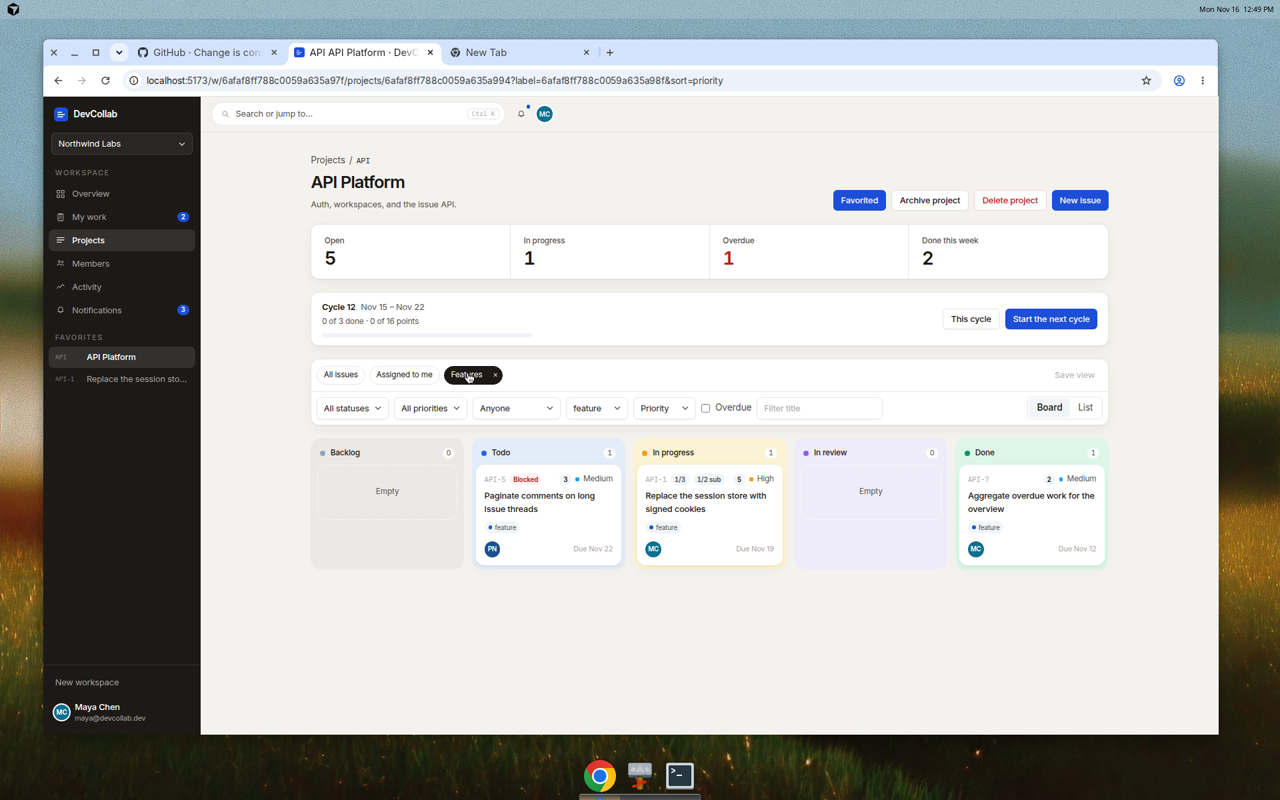 Mon Nov 16 12:49 PM
GitHub · Change is con
API API Platform · DevC
New Tab
localhost:5173/w/6afaf8ff788c0059a635a97f/projects/6afaf8ff788c0059a635a994?label=6afaf8ff788c0059a635a98f&sort=priority
DevCollab
Search or jump to...
Ctrl K
MC
Northwind Labs
WORKSPACE
Overview
My work 2
Projects
Members
Activity
Notifications 3
FAVORITES
API API Platform
API-1 Replace the session sto...
New workspace
MC
Maya Chen
maya@devcollab.dev
Projects / API
API Platform
Auth, workspaces, and the issue API.
Favorited
Archive project
Delete project
New issue
Open
5
In progress
1
Overdue
1
Done this week
2
Cycle 12 Nov 15 – Nov 22
0 of 3 done · 0 of 16 points
This cycle
Start the next cycle
All issues
Assigned to me
Features ×
Save view
All statuses
All priorities
Anyone
feature
Priority
Overdue
Filter title
Board
List
Backlog 0
Empty
Todo 1
API-5 Blocked 3 Medium
Paginate comments on long
issue threads
feature
PN Due Nov 22
In progress 1
API-1 1/3 1/2 sub 5 High
Replace the session store with
signed cookies
feature
MC Due Nov 19
In review 0
Empty
Done 1
API-7 2 Medium
Aggregate overdue work for the
overview
feature
MC Due Nov 12